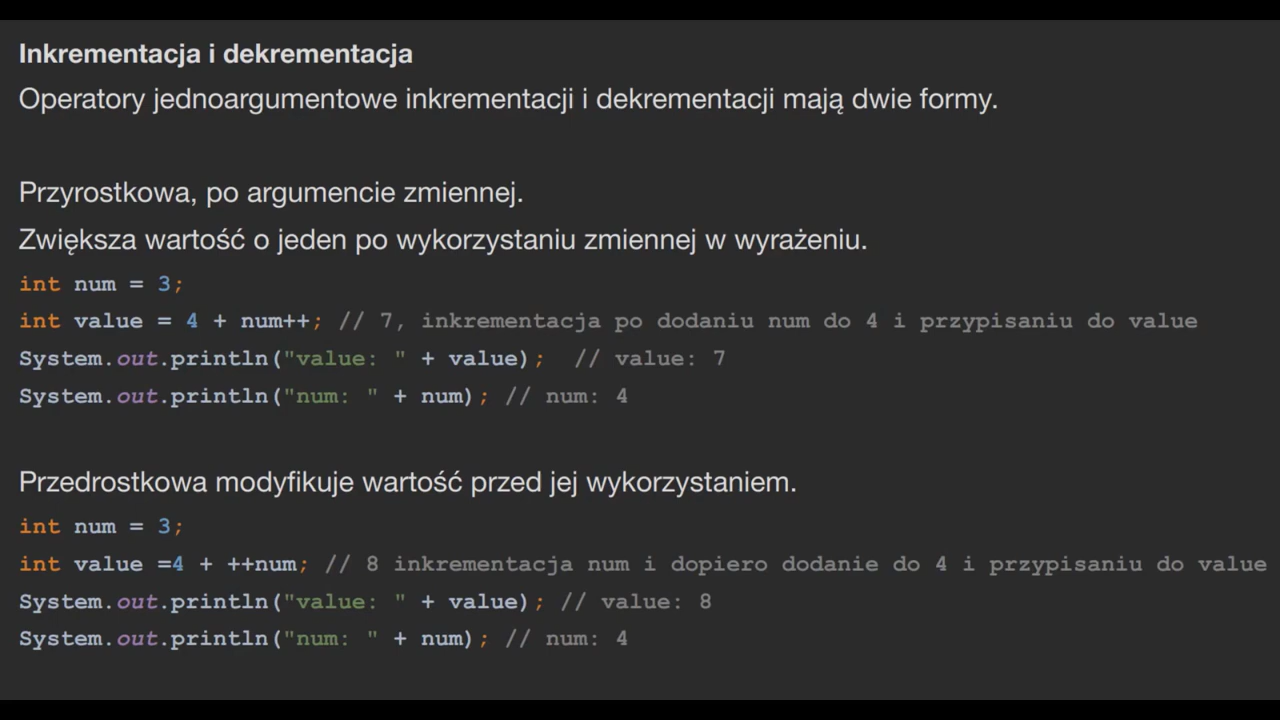 Inkrementacja i dekrementacja
Operatory jednoargumentowe inkrementacji i dekrementacji mają dwie formy.
Przyrostkowa, po argumencie zmiennej.
Zwiększa wartość o jeden po wykorzystaniu zmiennej w wyrażeniu.
int num = 3;
int value = 4 + num++; // 7, inkrementacja po dodaniu num do 4 i przypisaniu do value
System.out.println("value: " + value);  // value: 7
System.out.println("num: " + num); // num: 4
Przedrostkowa modyfikuje wartość przed jej wykorzystaniem.
int num = 3;
int value =4 + ++num; // 8 inkrementacja num i dopiero dodanie do 4 i przypisaniu do value
System.out.println("value: " + value); // value: 8
System.out.println("num: " + num); // num: 4